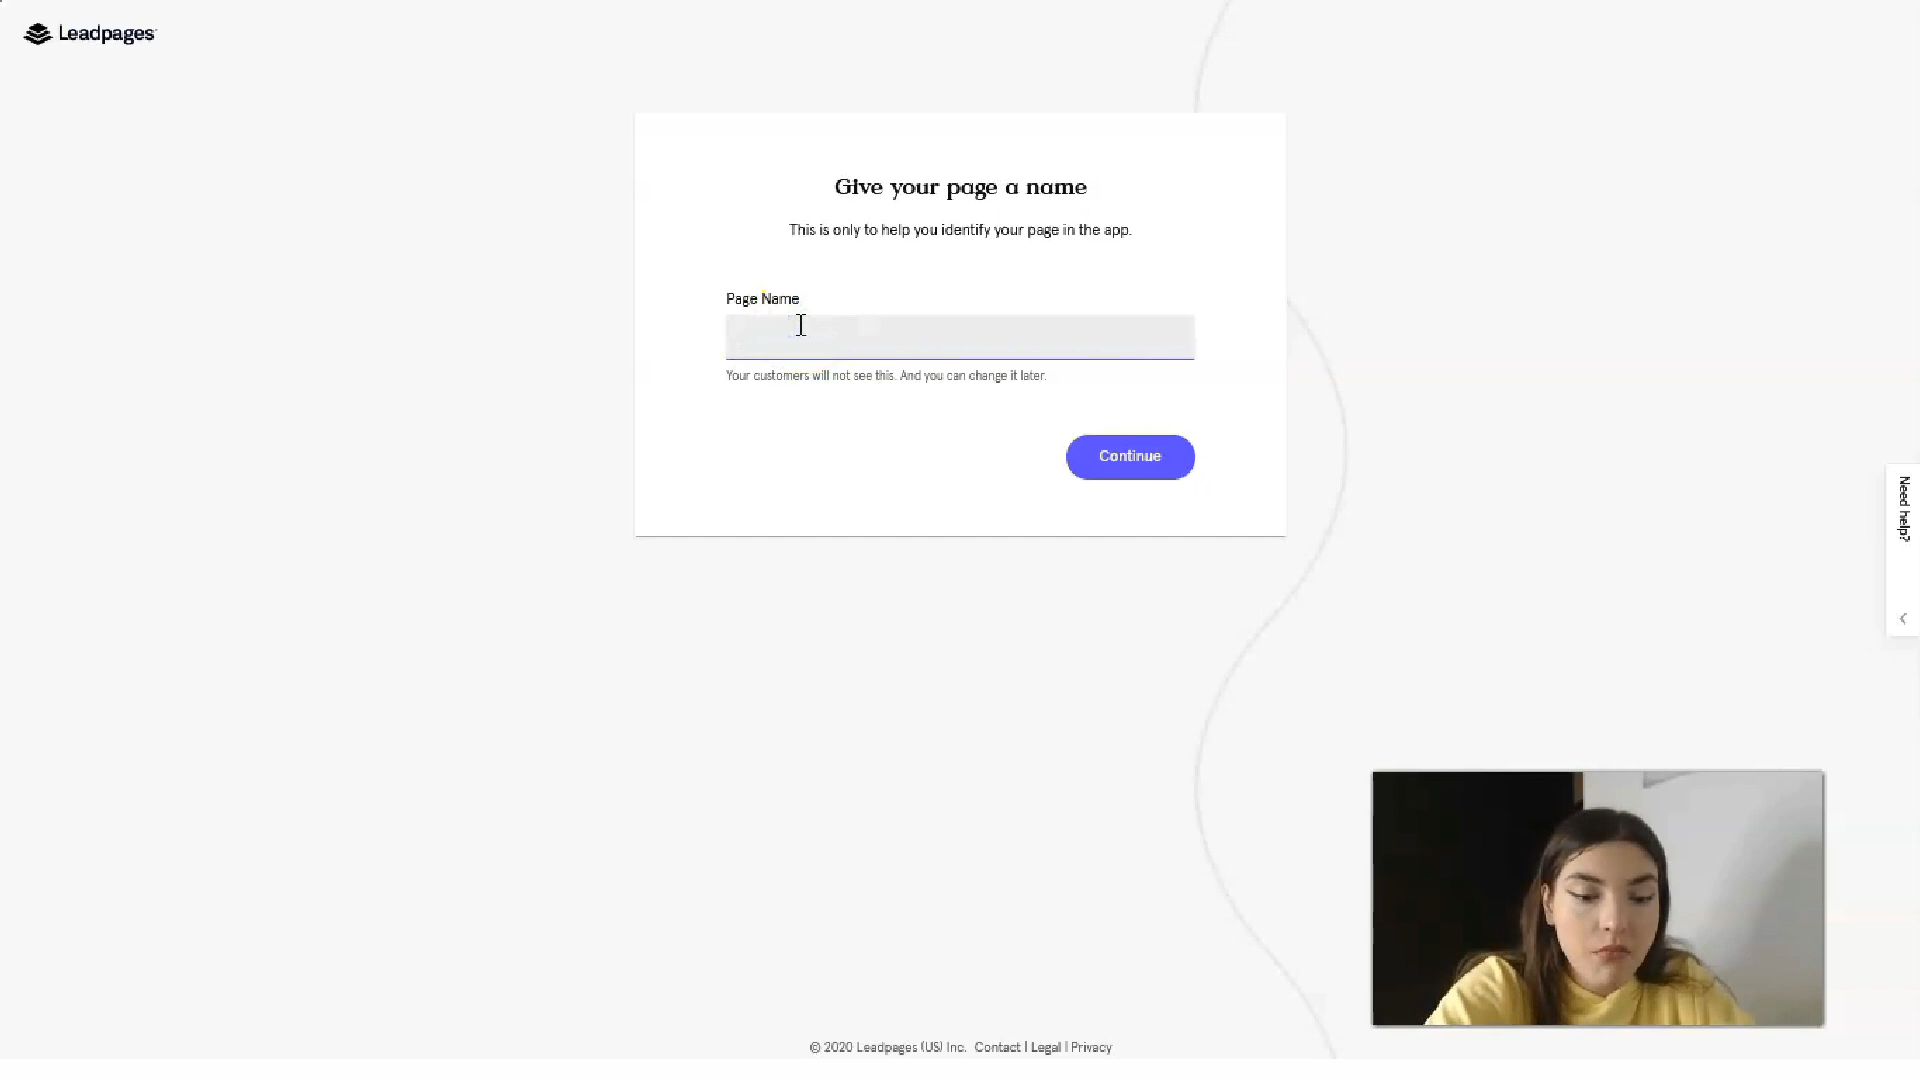 Leadpages
Give your page a name
This is only to help you identify your page in the app.
Page Name
Your customers will not see this. And you can change it later.
Continue
Need help?
© 2020 Leadpages (US) Inc. Contact | Legal | Privacy